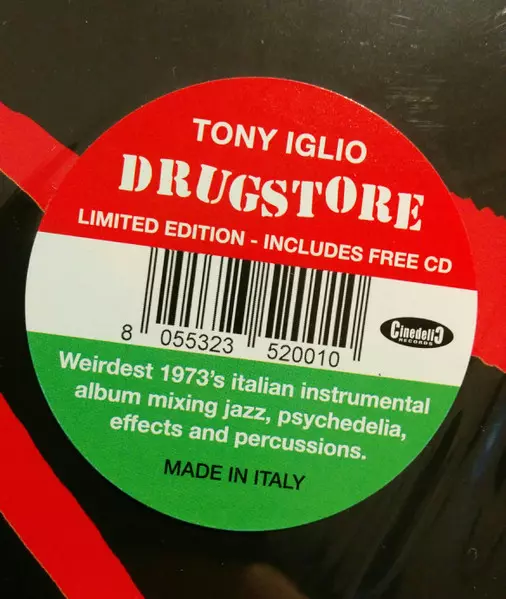 TONY IGLIO
DRUGSTORE
LIMITED EDITION - INCLUDES FREE CD
8 055323 520010
CinedeliC
RECORDS
Weirdest 1973's italian instrumental
album mixing jazz, psychedelia,
effects and percussions.
MADE IN ITALY